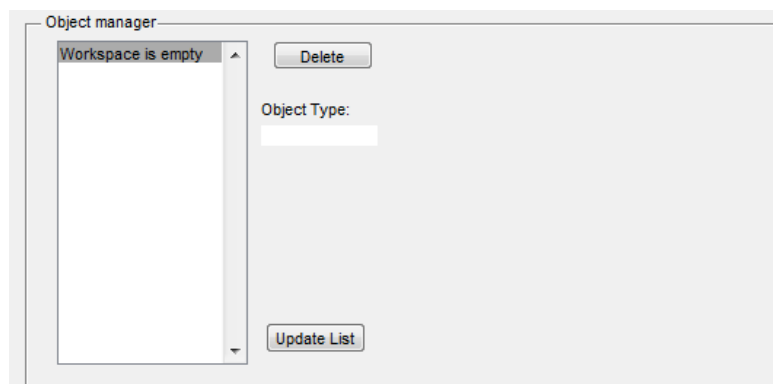 Object manager
Workspace is empty
Delete
Object Type:
Update List